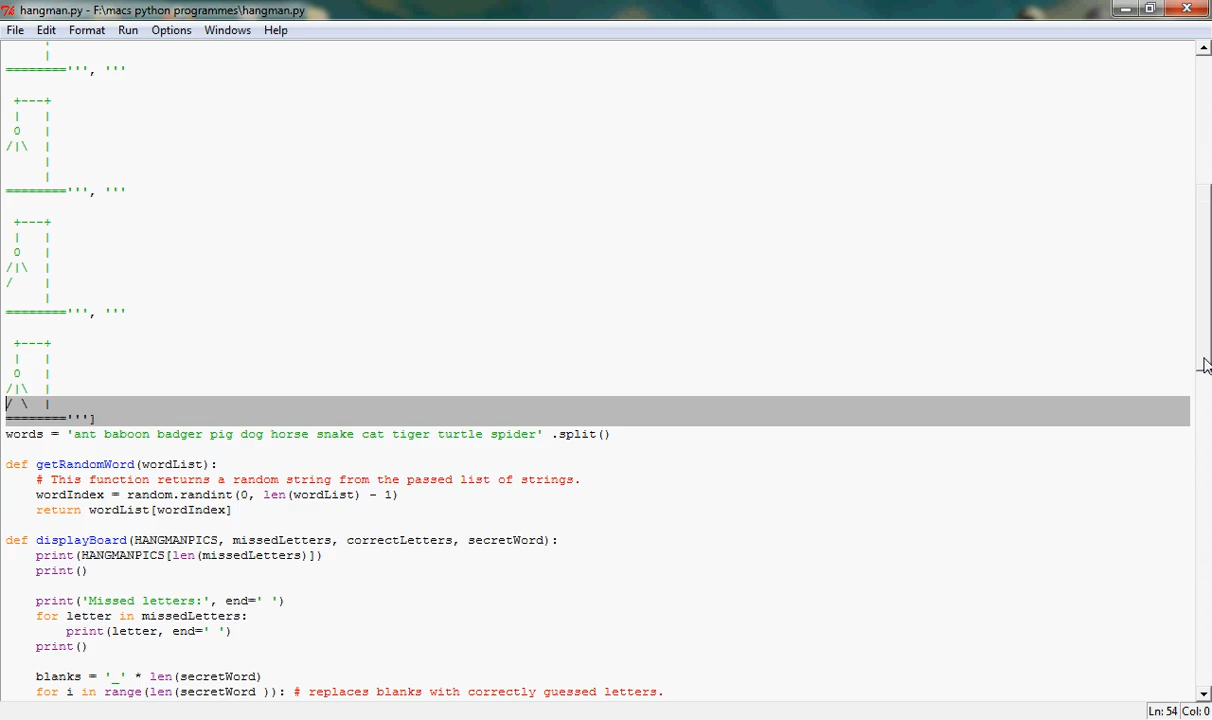 hangman.py - F:\macs python programmes\hangman.py
File Edit Format Run Options Windows Help
      |
========''', '''
 +---+
 |   |
 O   |
/|\  |
     |
     |
========''', '''
 +---+
 |   |
 O   |
/|\  |
/    |
     |
========''', '''
 +---+
 |   |
 O   |
/|\  |
/ \  |
========''']
words = 'ant baboon badger pig dog horse snake cat tiger turtle spider' .split()
def getRandomWord(wordList):
    # This function returns a random string from the passed list of strings.
    wordIndex = random.randint(0, len(wordList) - 1)
    return wordList[wordIndex]
def displayBoard(HANGMANPICS, missedLetters, correctLetters, secretWord):
    print(HANGMANPICS[len(missedLetters)])
    print()
    print('Missed letters:', end=' ')
    for letter in missedLetters:
        print(letter, end=' ')
    print()
    blanks = '_' * len(secretWord)
    for i in range(len(secretWord )): # replaces blanks with correctly guessed letters.
Ln: 54 Col: 0